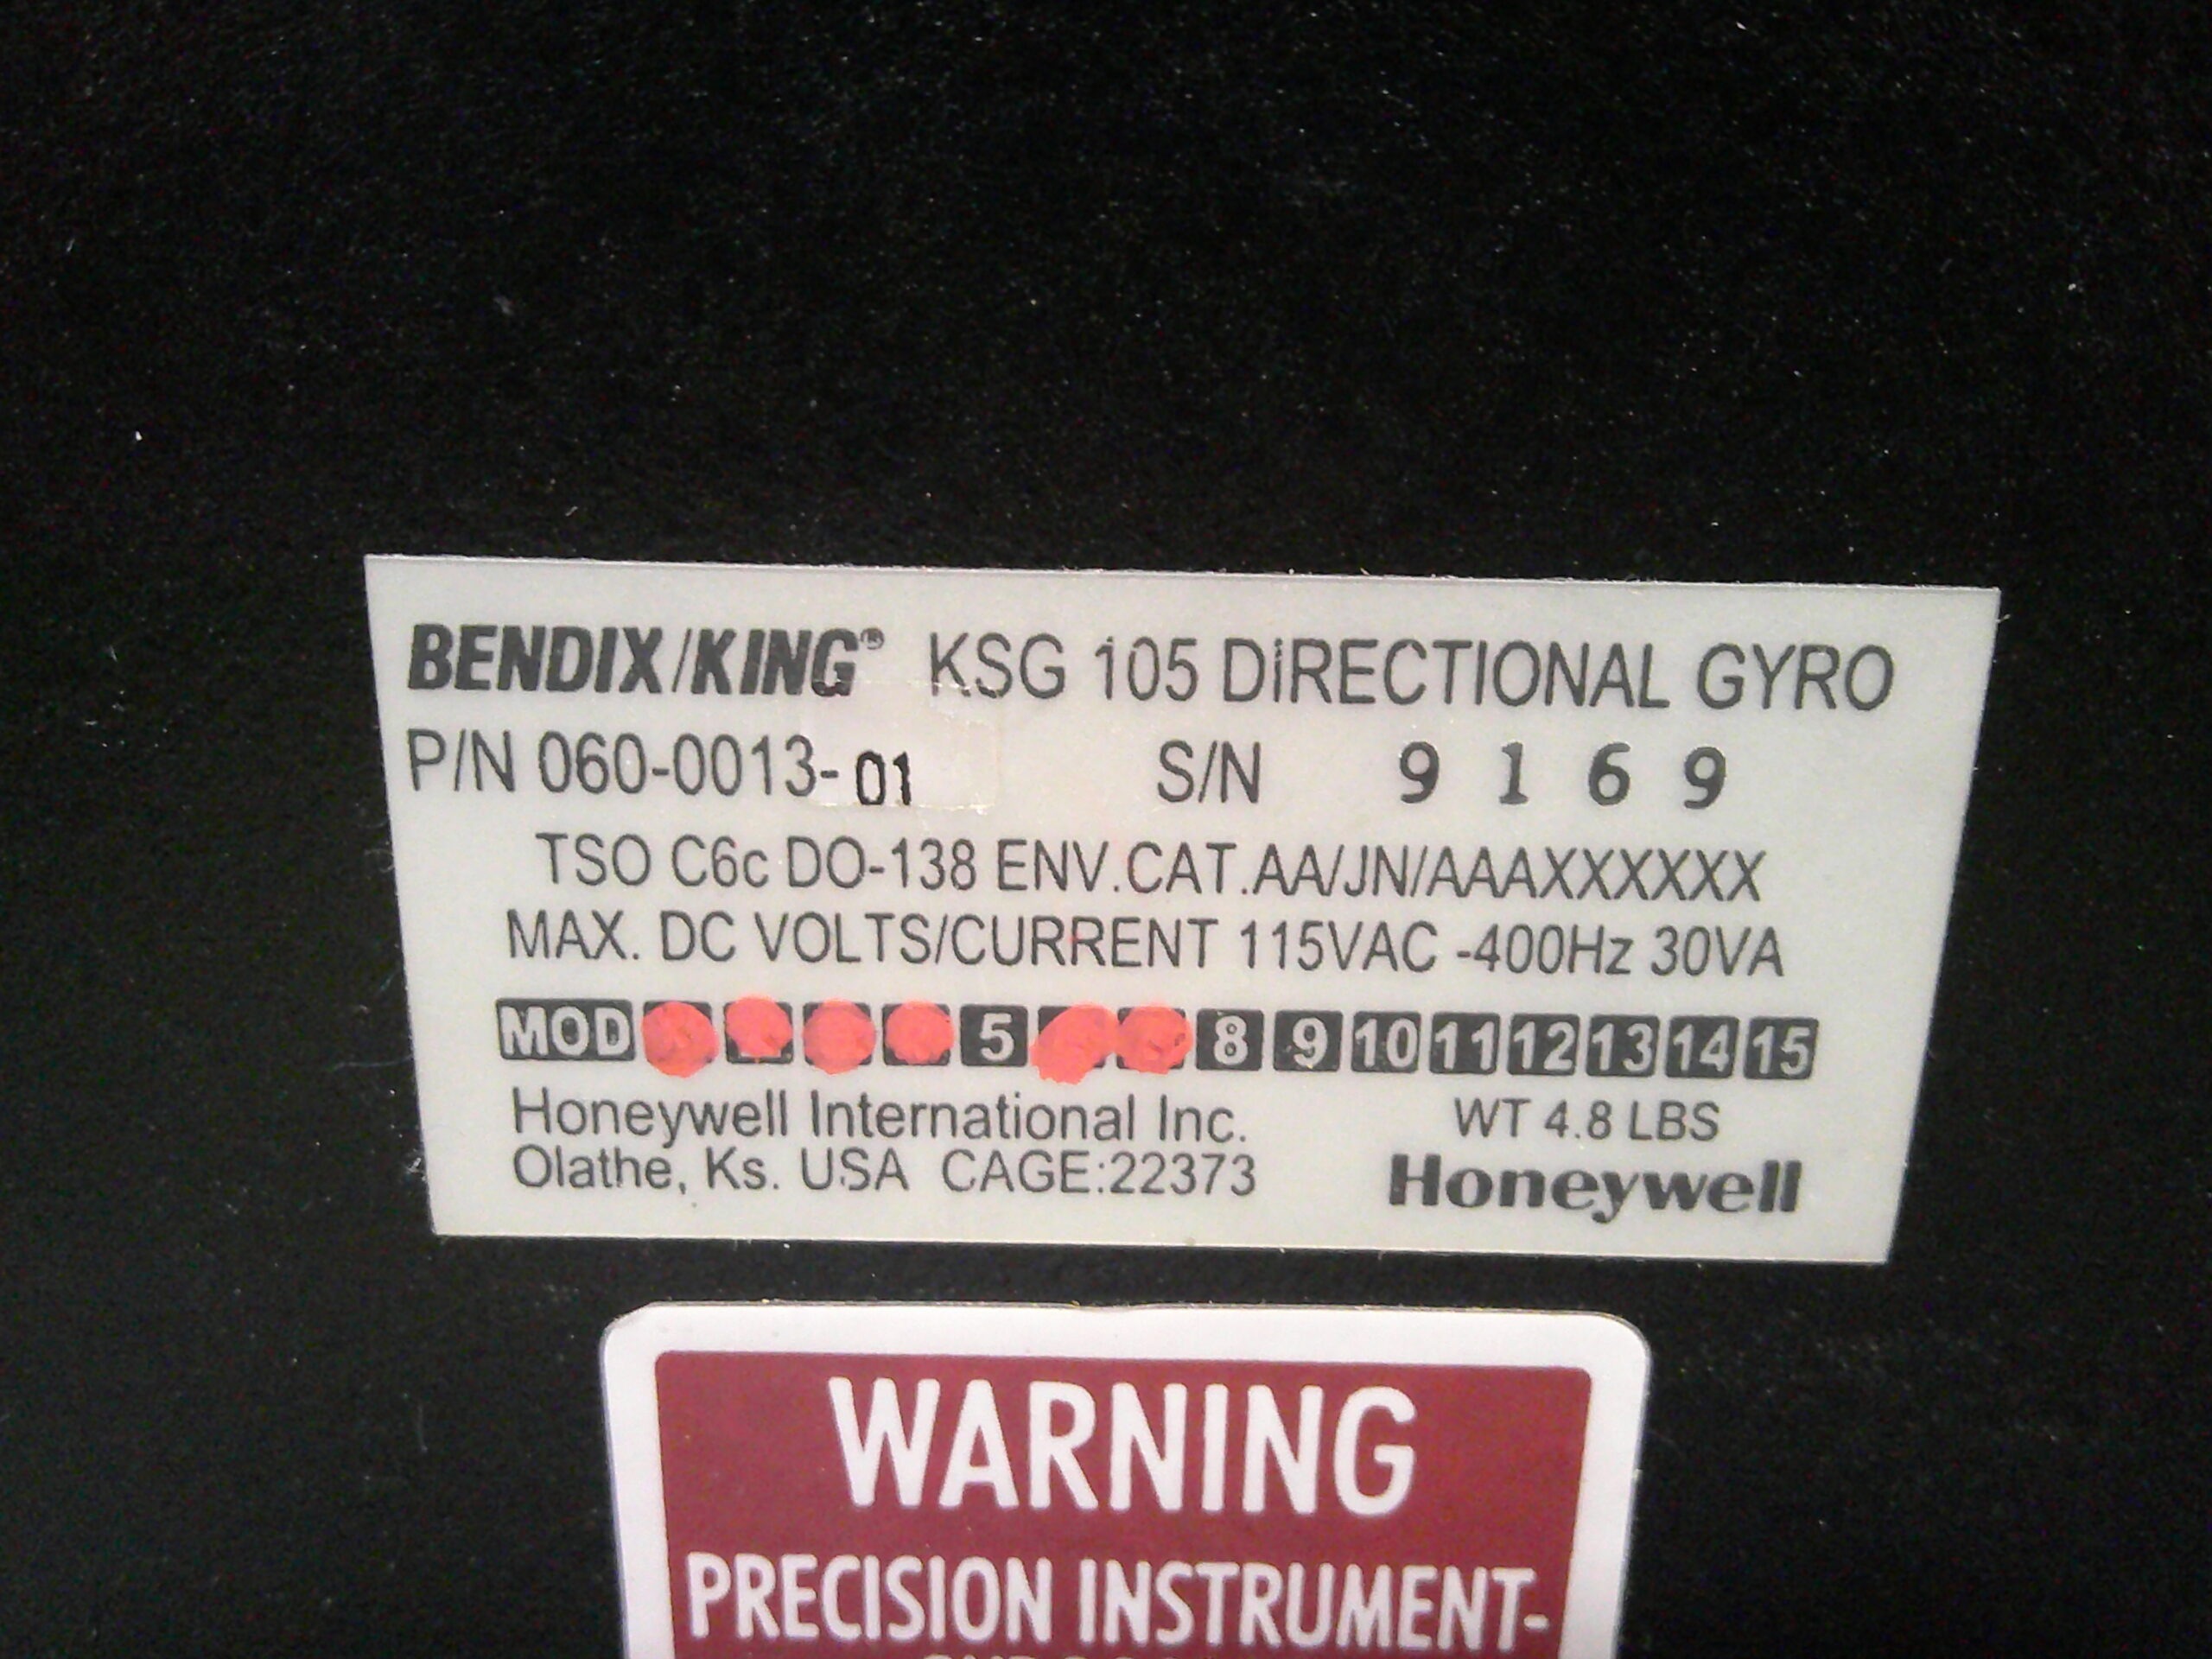 BENDIX/KING® KSG 105 DIRECTIONAL GYRO
P/N 060-0013-01 S/N 9169
TSO C6c DO-138 ENV.CAT.AA/JN/AAAXXXXXX
MAX. DC VOLTS/CURRENT 115VAC -400Hz 30VA
MOD 5 8 9 10 11 12 13 14 15
Honeywell International Inc. WT 4.8 LBS
Olathe, Ks. USA CAGE:22373 Honeywell
WARNING
PRECISION INSTRUMENT-